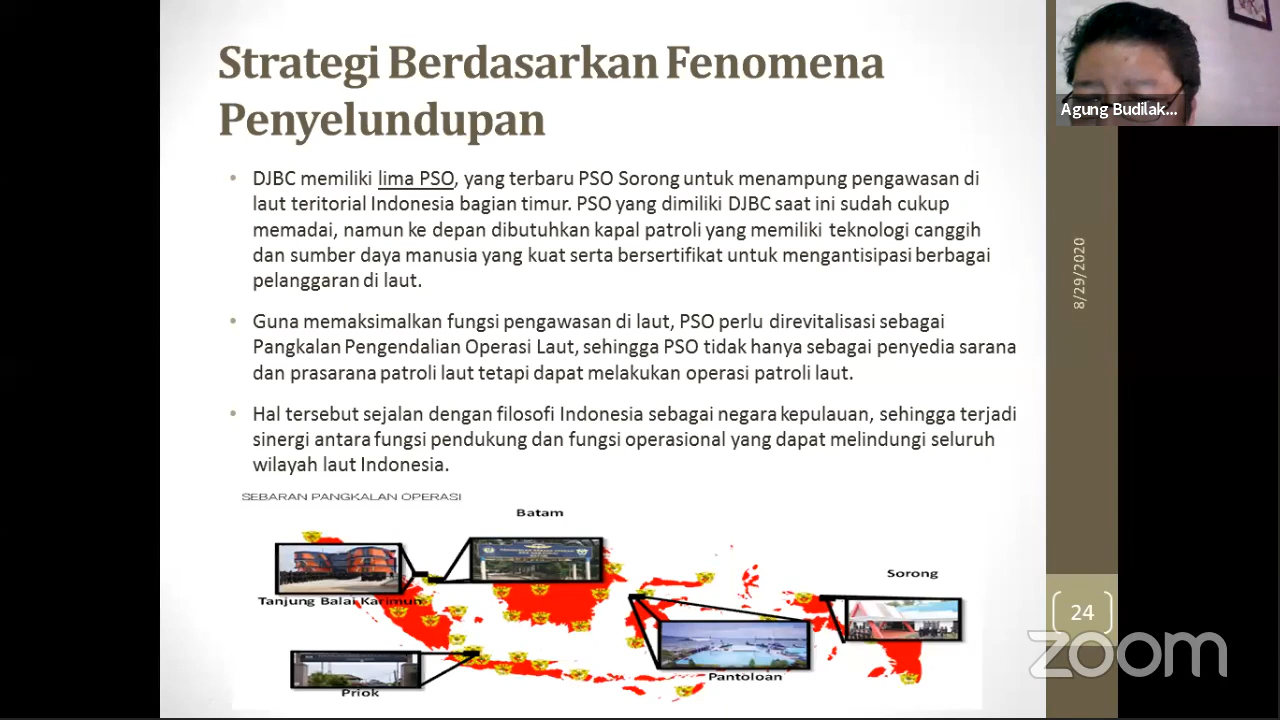 Strategi Berdasarkan Fenomena
Penyelundupan
Agung Budilak...
• DJBC memiliki lima PSO, yang terbaru PSO Sorong untuk menampung pengawasan di
laut teritorial Indonesia bagian timur. PSO yang dimiliki DJBC saat ini sudah cukup
memadai, namun ke depan dibutuhkan kapal patroli yang memiliki teknologi canggih
dan sumber daya manusia yang kuat serta bersertifikat untuk mengantisipasi berbagai
pelanggaran di laut.
• Guna memaksimalkan fungsi pengawasan di laut, PSO perlu direvitalisasi sebagai
Pangkalan Pengendalian Operasi Laut, sehingga PSO tidak hanya sebagai penyedia sarana
dan prasarana patroli laut tetapi dapat melakukan operasi patroli laut.
• Hal tersebut sejalan dengan filosofi Indonesia sebagai negara kepulauan, sehingga terjadi
sinergi antara fungsi pendukung dan fungsi operasional yang dapat melindungi seluruh
wilayah laut Indonesia.
8/29/2020
SEBARAN PANGKALAN OPERASI
Batam
Sorong
Tanjung Balai Karimun
Priok
Pantoloan
24
zoom